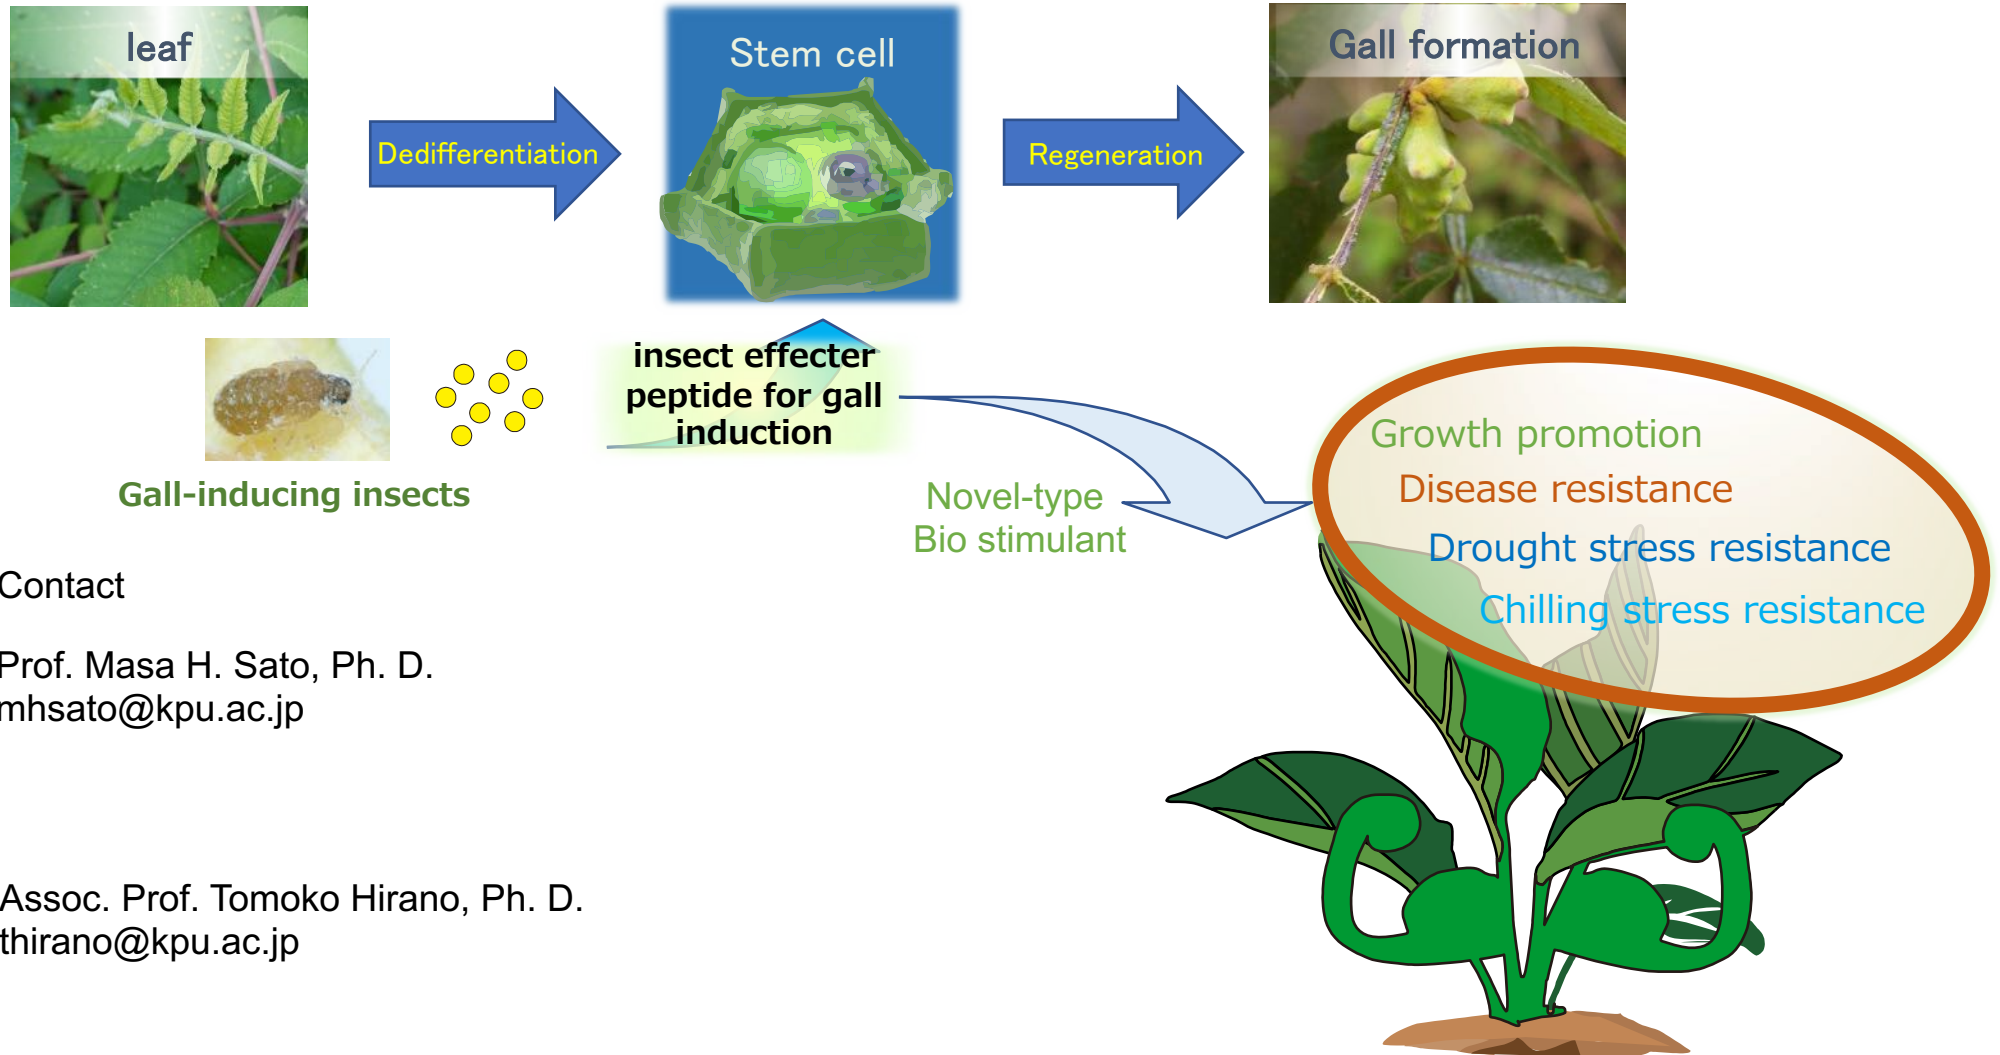 leaf
Dedifferentiation
Stem cell
Regeneration
Gall formation
insect effecter
peptide for gall
induction
Gall-inducing insects
Novel-type
Bio stimulant
Growth promotion
Disease resistance
Drought stress resistance
Chilling stress resistance
Contact
Prof. Masa H. Sato, Ph. D.
mhsato@kpu.ac.jp
Assoc. Prof. Tomoko Hirano, Ph. D.
thirano@kpu.ac.jp